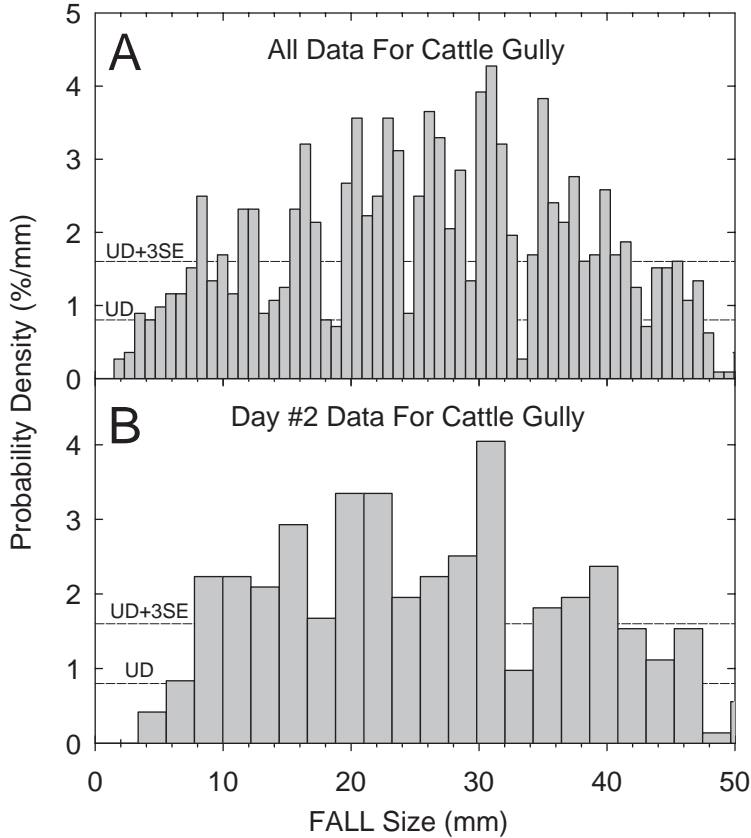 5
A
All Data For Cattle Gully
4
3
2
UD+3SE
1
UD
0
B
Day #2 Data For Cattle Gully
4
3
2
UD+3SE
1
UD
0
0 10 20 30 40 50
FALL Size (mm)
Probability Density (%/mm)